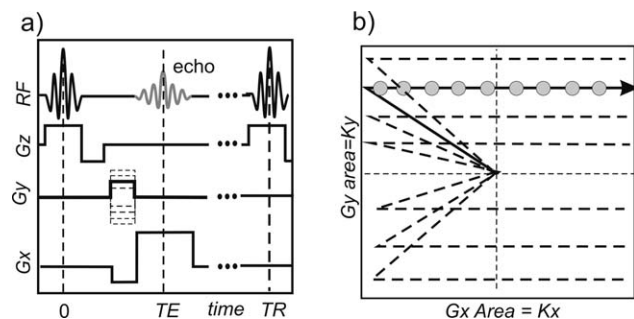 a)
RF
echo
Gz
Gy
Gx
0
TE
time
TR
b)
Gy area=Ky
Gx Area = Kx